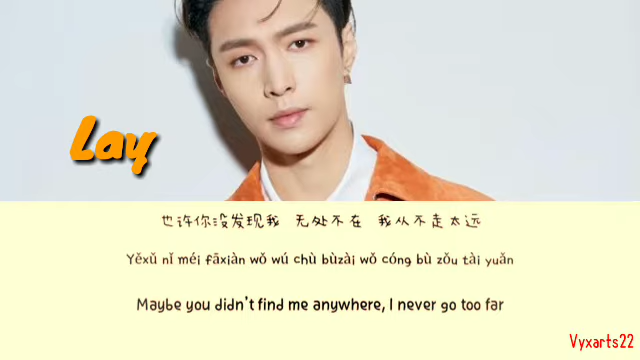 Lay
也许你没发现我 无处不在 我从不走太远
Yěxǔ nǐ méi fāxiàn wǒ wú chù bùzài wǒ cóng bù zǒu tài yuǎn
Maybe you didn't find me anywhere, I never go too far
Vyxarts22